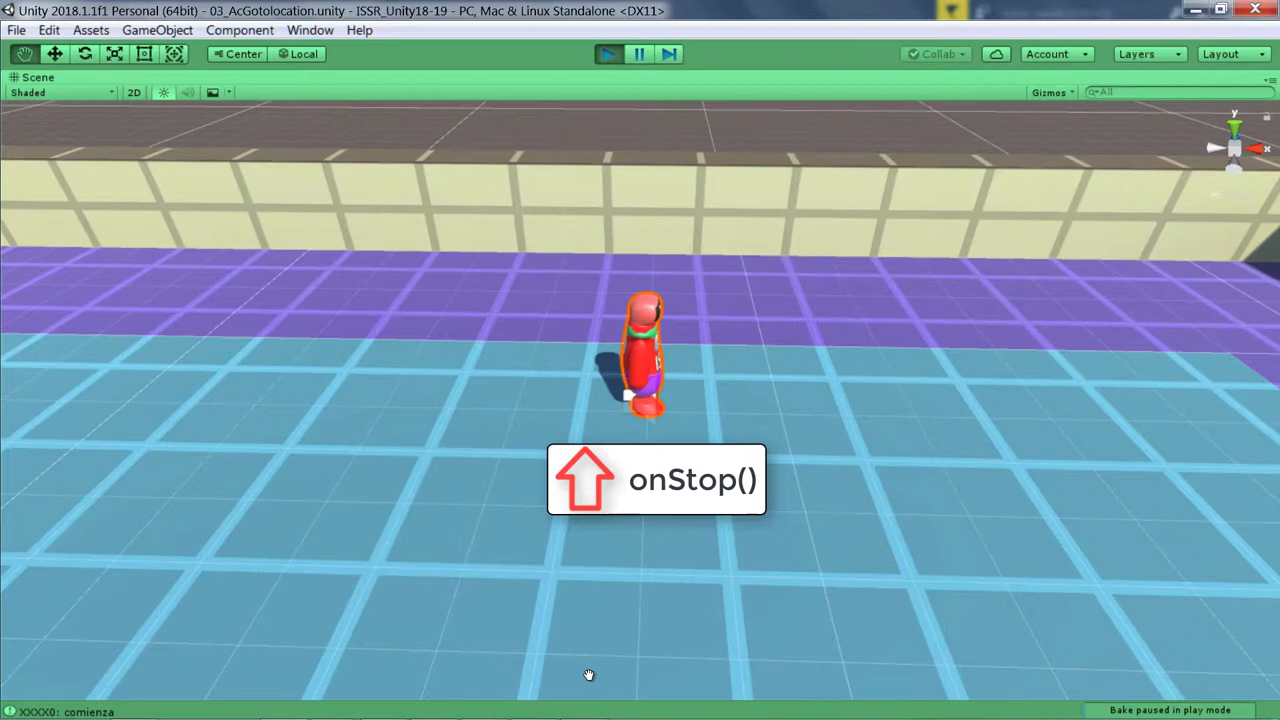 Unity 2018.1.1f1 Personal (64bit) - 03_AcGotolocation.unity - ISSR_Unity18-19 - PC, Mac & Linux Standalone <DX11>
File Edit Assets GameObject Component Window Help
Center Local Collab Account Layers Layout
Scene
Shaded 2D Gizmos All
y
x
onStop()
XXXX0: comienza
Bake paused in play mode